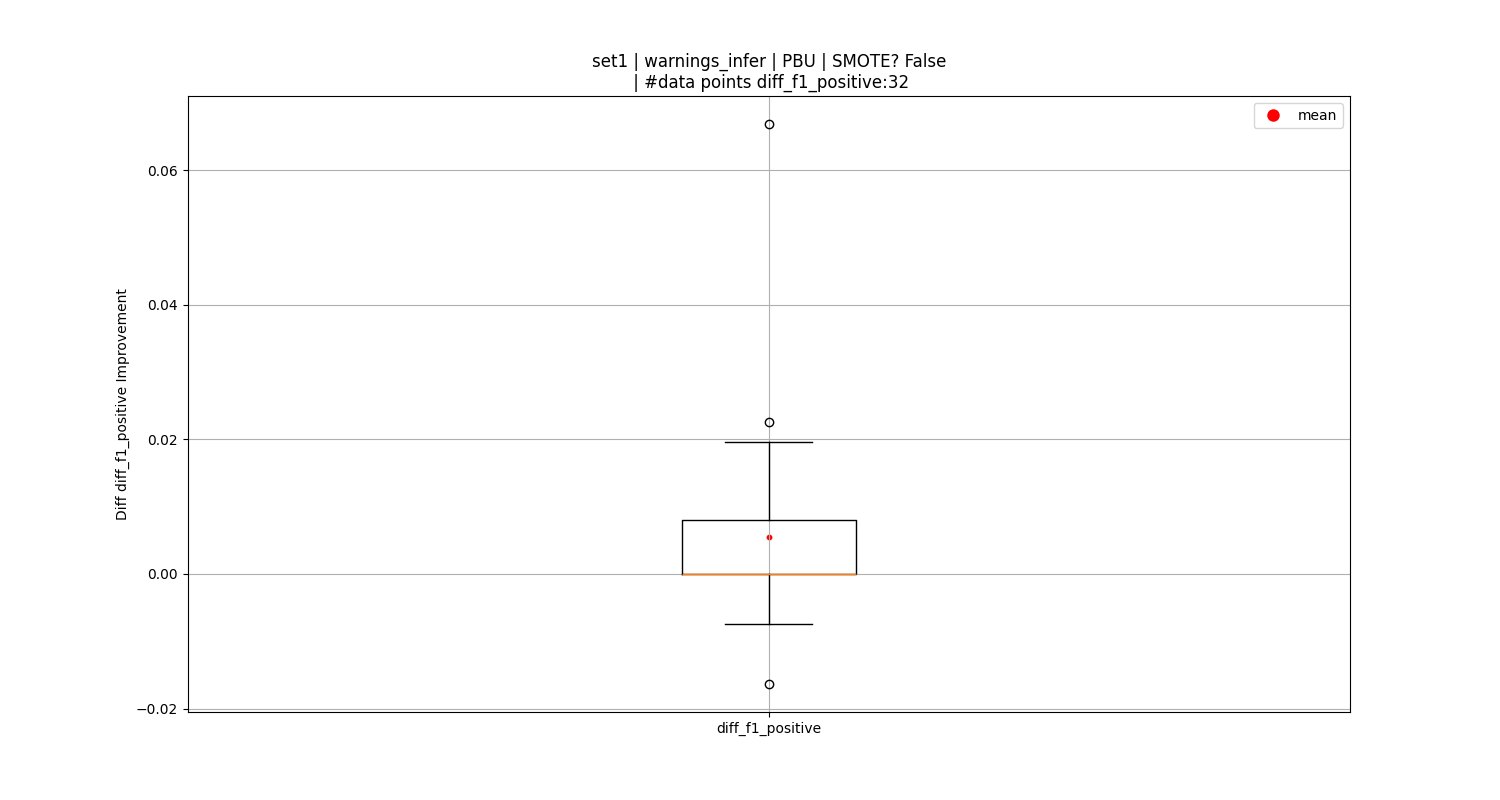 set1 | warnings_infer | PBU | SMOTE? False
| #data points diff_f1_positive:32
mean
0.06
0.04
0.02
0.00
−0.02
Diff diff_f1_positive Improvement
diff_f1_positive